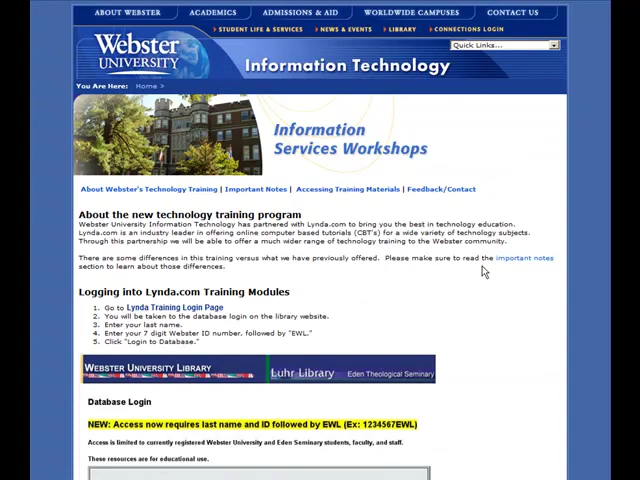 ABOUT WEBSTER ACADEMICS ADMISSIONS & AID WORLDWIDE CAMPUSES CONTACT US
STUDENT LIFE & SERVICES NEWS & EVENTS LIBRARY CONNECTIONS LOGIN
Webster
UNIVERSITY
Quick Links...
Information Technology
You Are Here: Home >
Information
Services Workshops
About Webster's Technology Training | Important Notes | Accessing Training Materials | Feedback/Contact
About the new technology training program
Webster University Information Technology has partnered with Lynda.com to bring you the best in technology education.
Lynda.com is an industry leader in offering online computer based tutorials (CBT's) for a wide variety of technology subjects.
Through this partnership we will be able to offer a much wider range of technology training to the Webster community.
There are some differences in this training versus what we have previously offered. Please make sure to read the important notes
section to learn about those differences.
Logging into Lynda.com Training Modules
1. Go to Lynda Training Login Page
2. You will be taken to the database login on the library website.
3. Enter your last name.
4. Enter your 7 digit Webster ID number, followed by "EWL."
5. Click "Login to Database."
WEBSTER UNIVERSITY LIBRARY
Luhr Library
Eden Theological Seminary
Database Login
NEW: Access now requires last name and ID followed by EWL (Ex: 1234567EWL)
Access is limited to currently registered Webster University and Eden Seminary students, faculty, and staff.
These resources are for educational use.